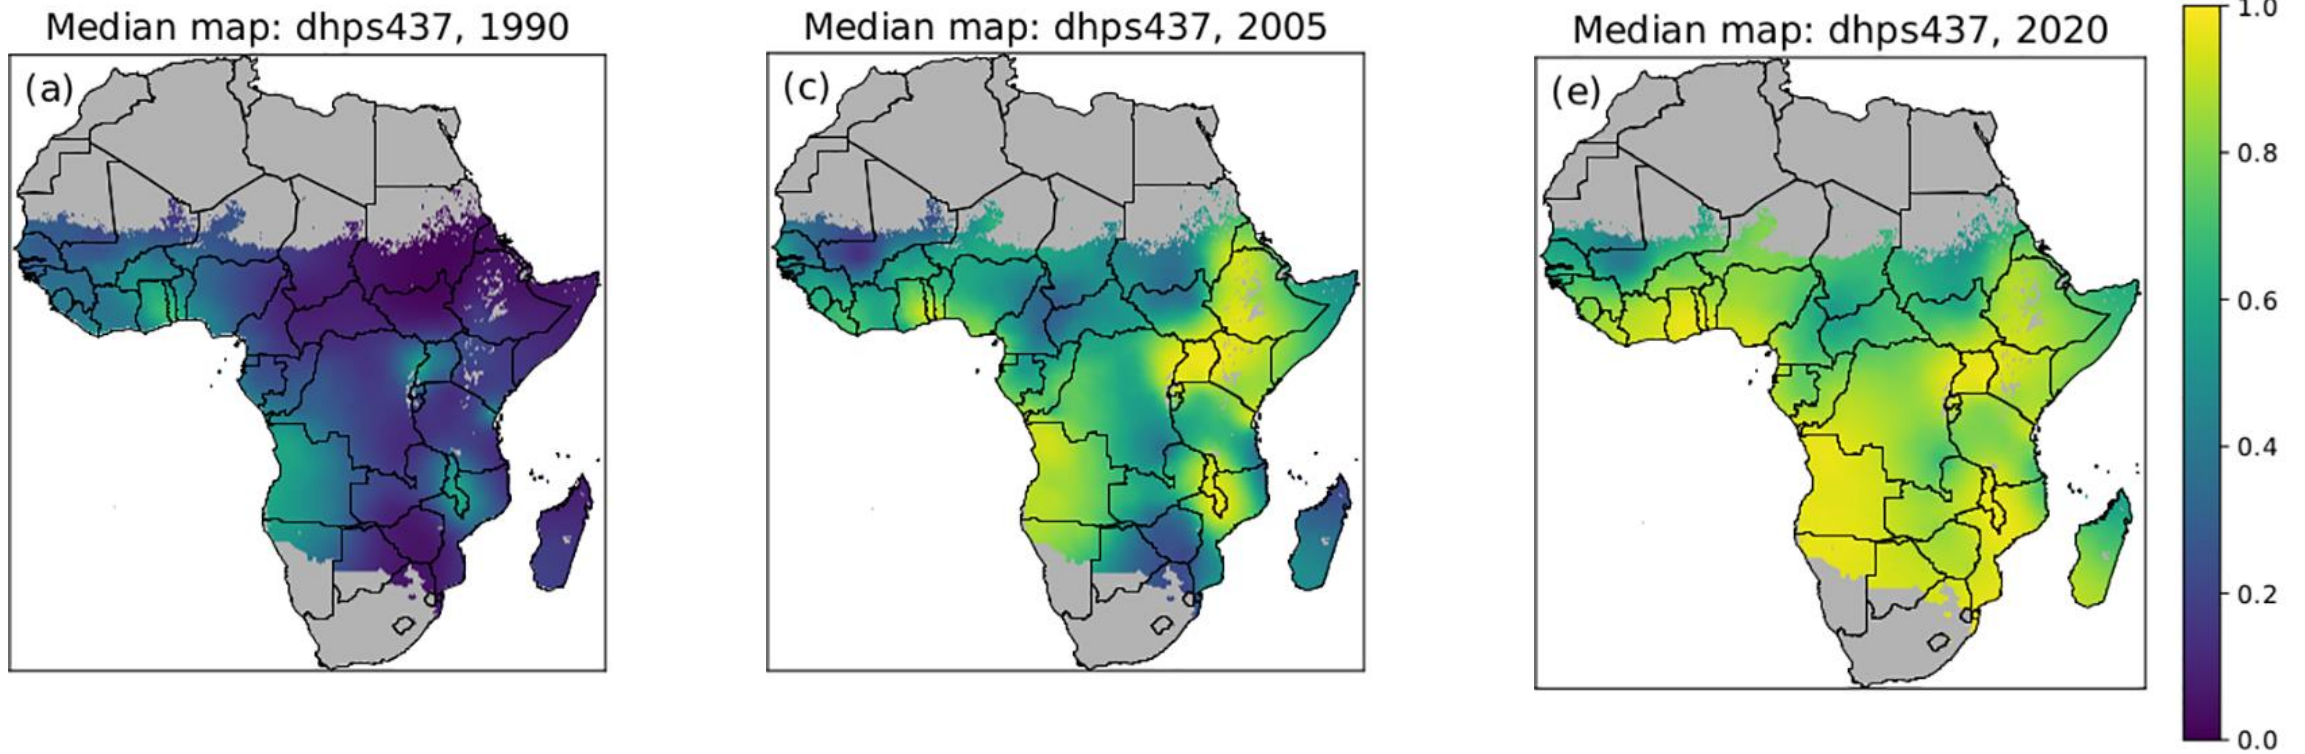 Median map: dhps437, 1990
(a)
Median map: dhps437, 2005
(c)
Median map: dhps437, 2020
(e)
1.0
0.8
0.6
0.4
0.2
0.0